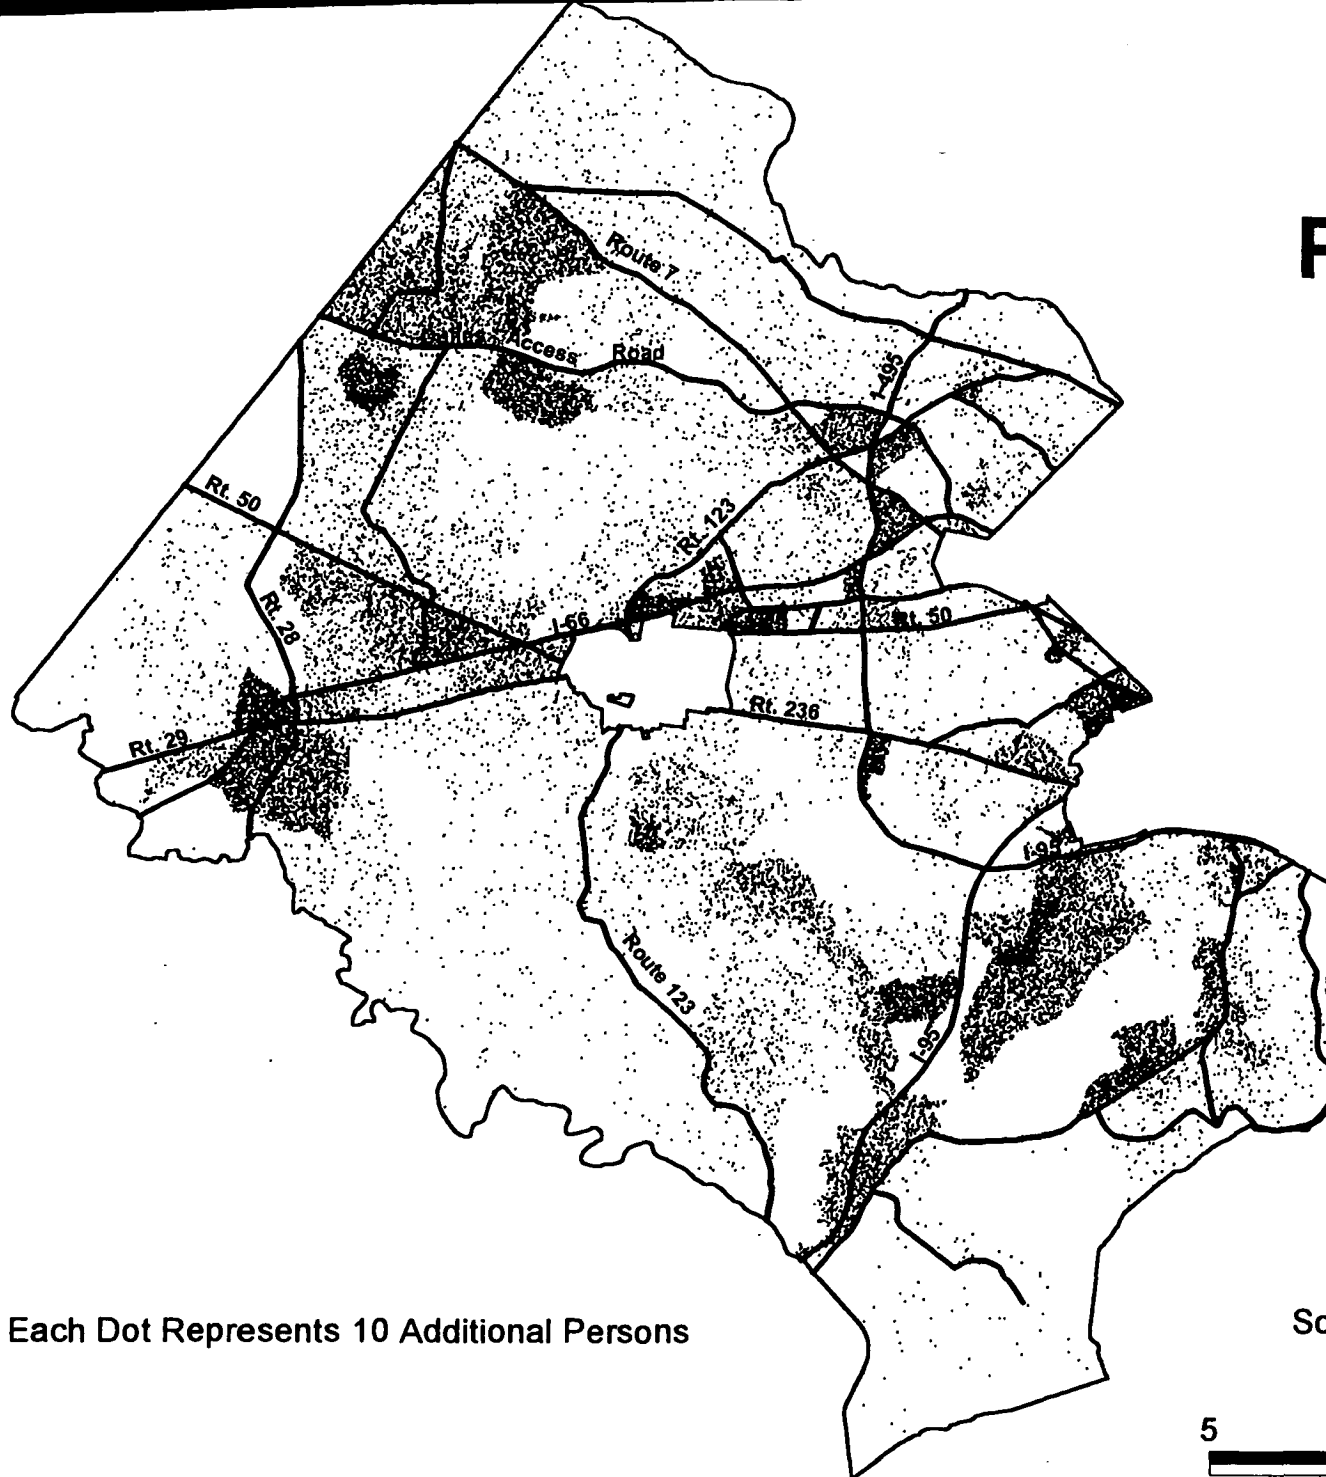 F
Route 7
Access
Road
I-495
Rt. 50
Rt. 123
Rt. 28
I-66
Rt. 50
Rt. 236
Rt. 29
Route 123
I-95
Each Dot Represents 10 Additional Persons
Sc
5